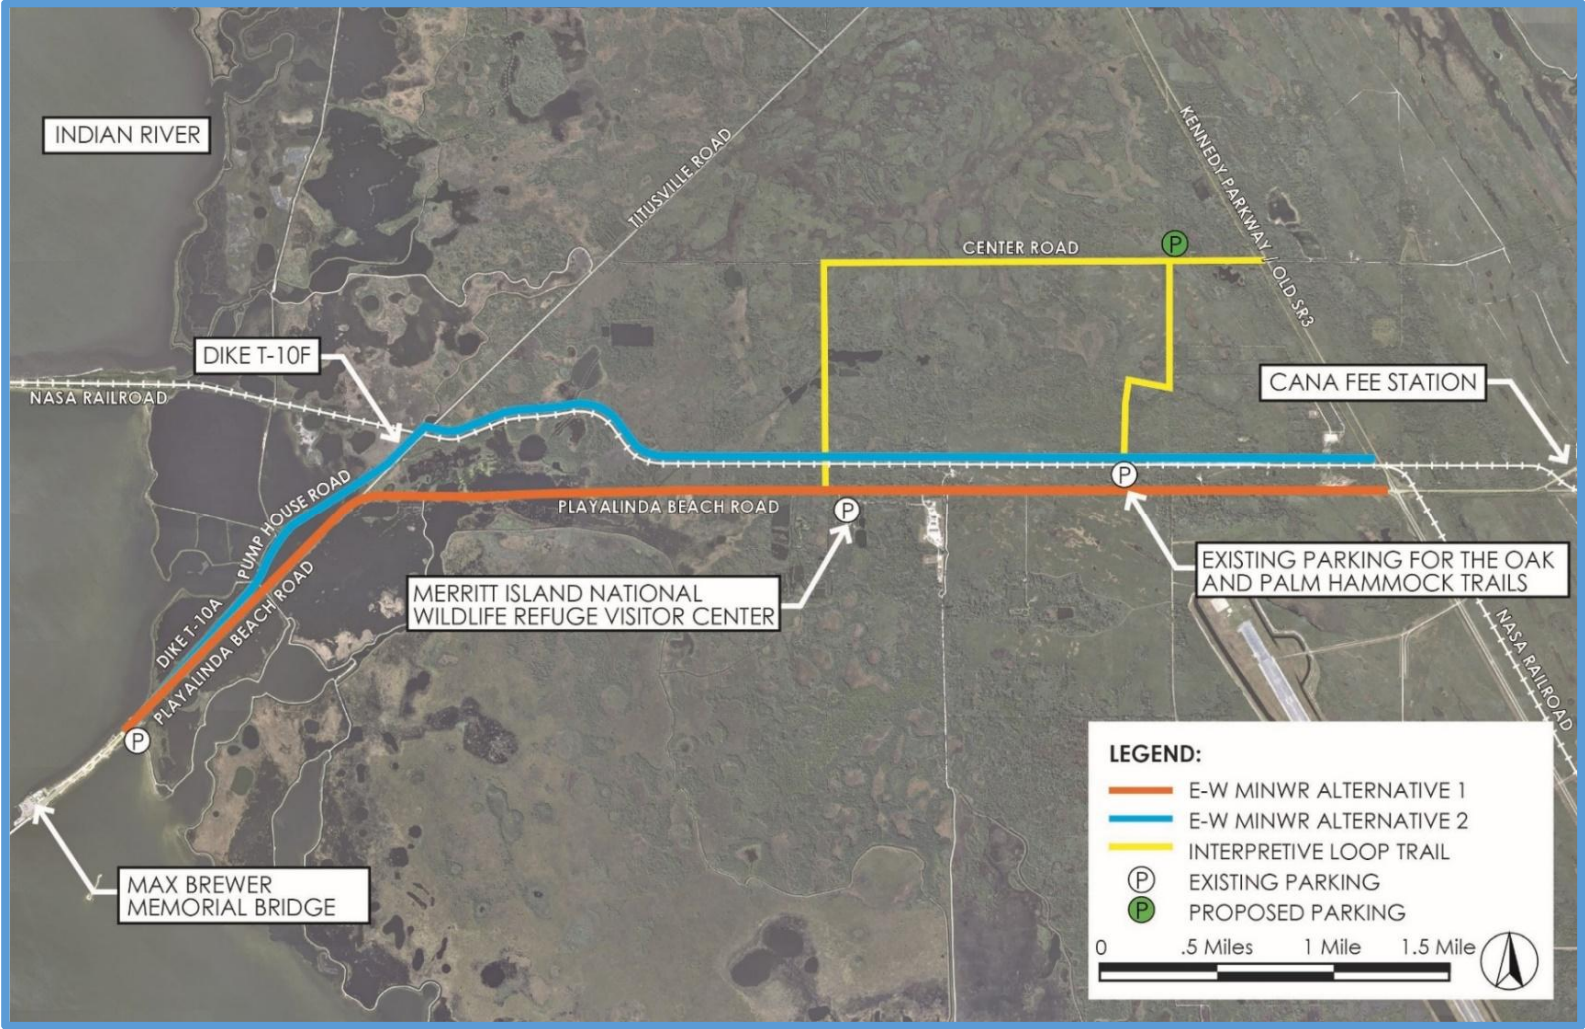 INDIAN RIVER
TITUSVILLE ROAD
KENNEDY PARKWAY / OLD SR3
CENTER ROAD
P
DIKE T-10F
NASA RAILROAD
CANA FEE STATION
PUMP HOUSE ROAD
PLAYALINDA BEACH ROAD
P
P
EXISTING PARKING FOR THE OAK
AND PALM HAMMOCK TRAILS
MERRITT ISLAND NATIONAL
WILDLIFE REFUGE VISITOR CENTER
DIKE T-10A
PLAYALINDA BEACH ROAD
NASA RAILROAD
P
MAX BREWER
MEMORIAL BRIDGE
LEGEND:
E-W MINWR ALTERNATIVE 1
E-W MINWR ALTERNATIVE 2
INTERPRETIVE LOOP TRAIL
P EXISTING PARKING
P PROPOSED PARKING
0 .5 Miles 1 Mile 1.5 Mile